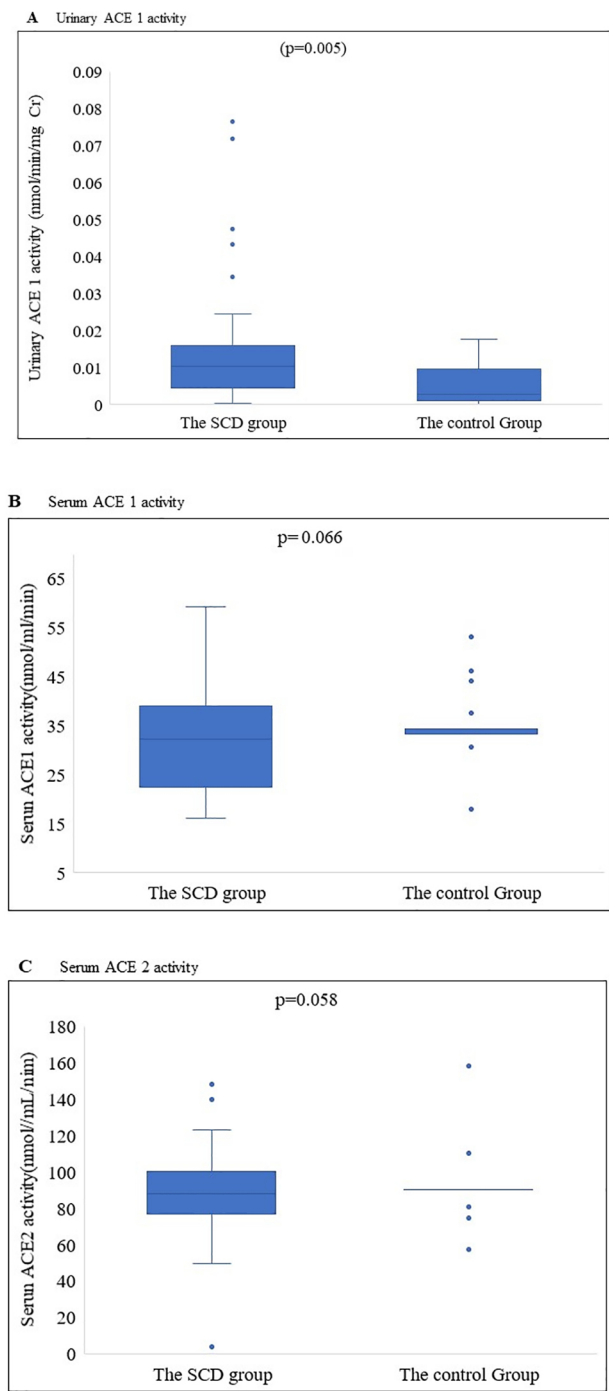 A Urinary ACE 1 activity
(p=0.005)
Urinary ACE 1 activity (nmol/min/mg Cr)
0.09
0.08
0.07
0.06
0.05
0.04
0.03
0.02
0.01
0
The SCD group The control Group
B Serum ACE 1 activity
p= 0.066
Serun ACE1 activity(nmol/ml/min)
65
55
45
35
25
15
5
The SCD group The control Group
C Serum ACE 2 activity
p=0.058
Serun ACE2 activity(nmol//mL/nim)
180
160
140
120
100
80
60
40
20
0
The SCD group The control Group